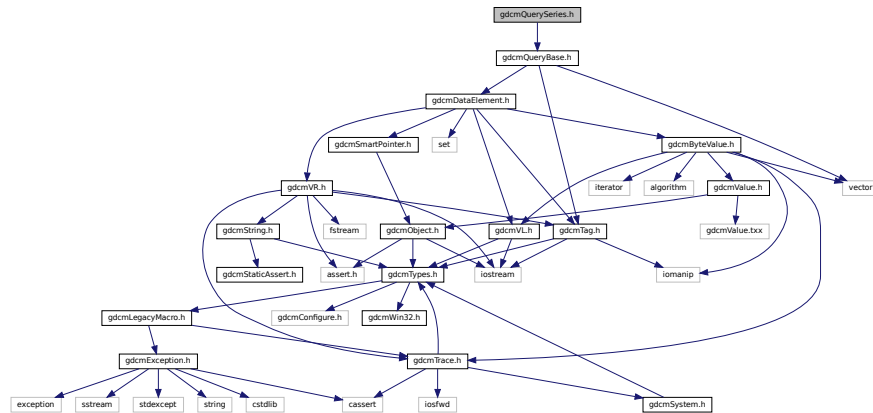 gdcmQuerySeries.h
gdcmQueryBase.h
gdcmDataElement.h
gdcmSmartPointer.h
set
gdcmByteValue.h
gdcmVR.h
iterator
algorithm
gdcmValue.h
vector
gdcmString.h
fstream
gdcmObject.h
gdcmVL.h
gdcmTag.h
gdcmValue.txx
gdcmStaticAssert.h
assert.h
gdcmTypes.h
iostream
iomanip
gdcmLegacyMacro.h
gdcmConfigure.h
gdcmWin32.h
gdcmException.h
gdcmTrace.h
exception
sstream
stdexcept
string
cstdlib
cassert
iosfwd
gdcmSystem.h